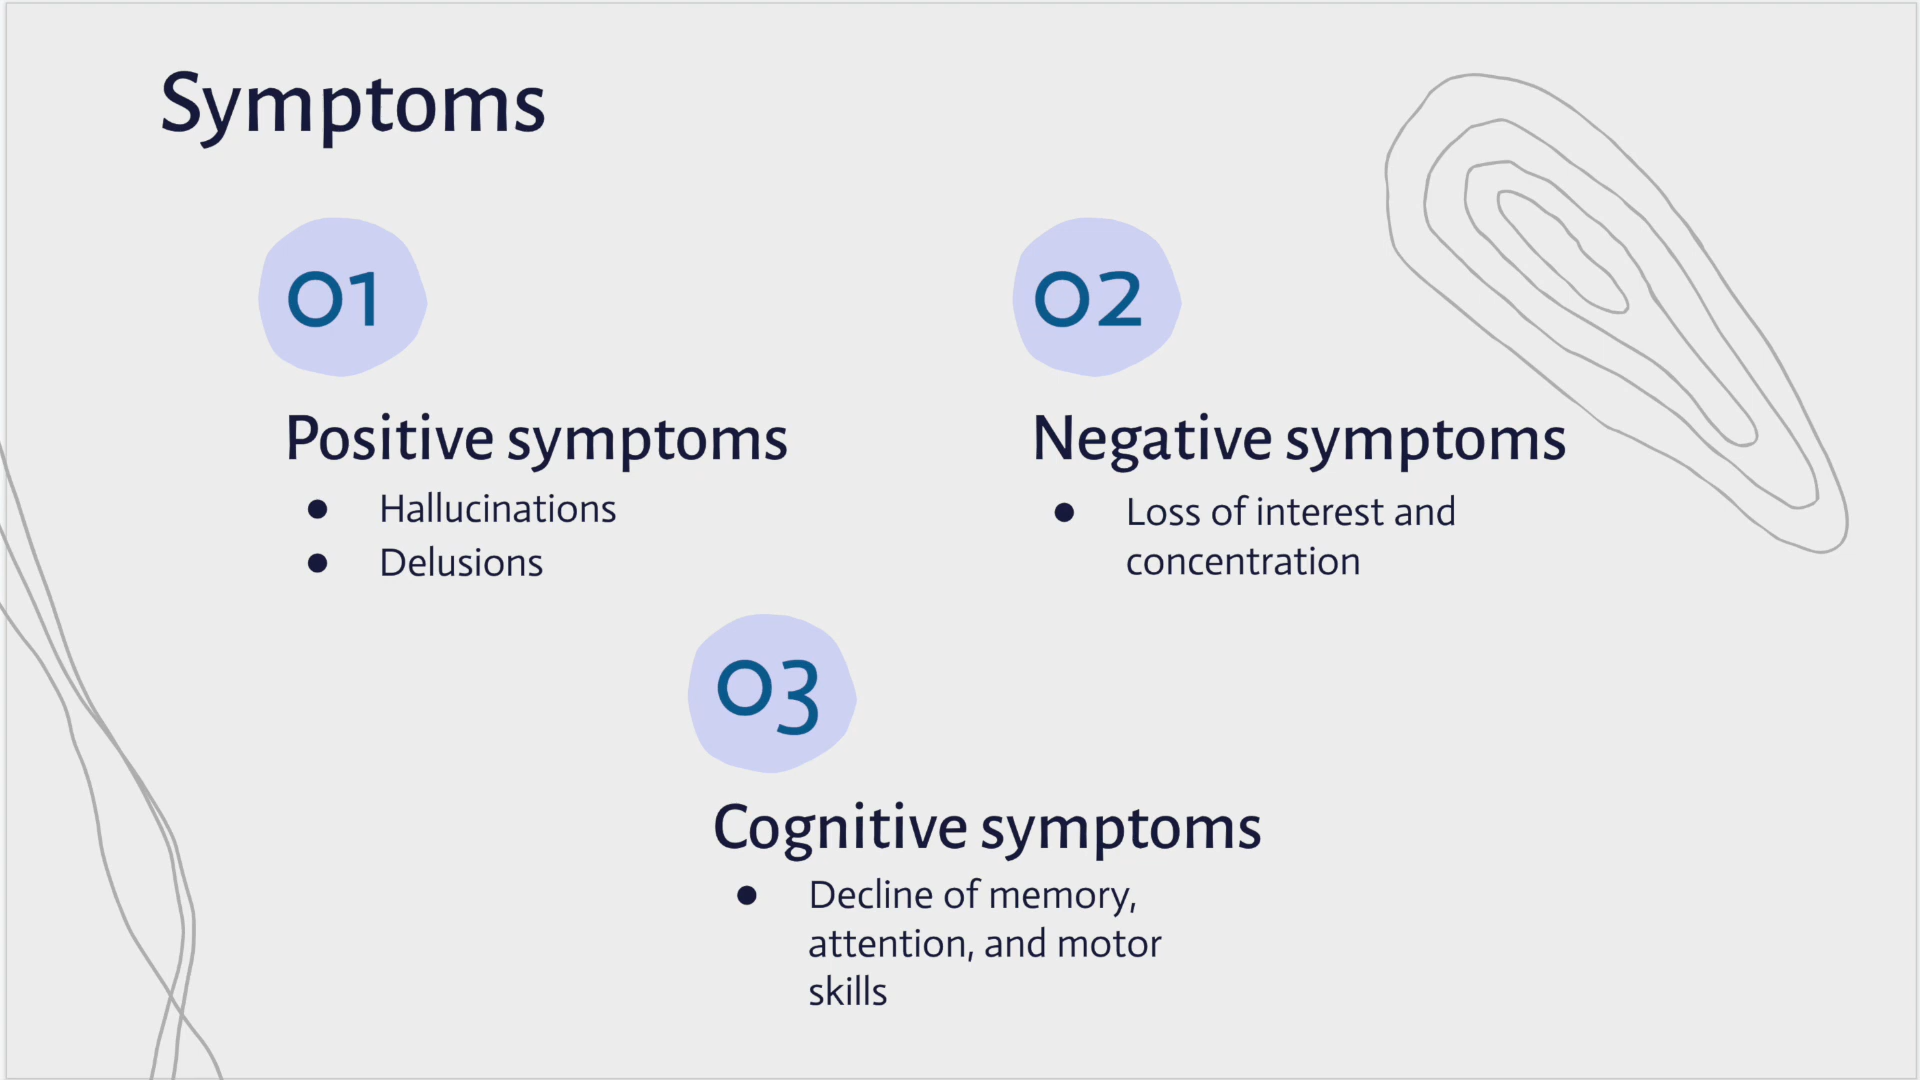 Symptoms
01
Positive symptoms
● Hallucinations
● Delusions
02
Negative symptoms
● Loss of interest and
concentration
03
Cognitive symptoms
● Decline of memory,
attention, and motor
skills